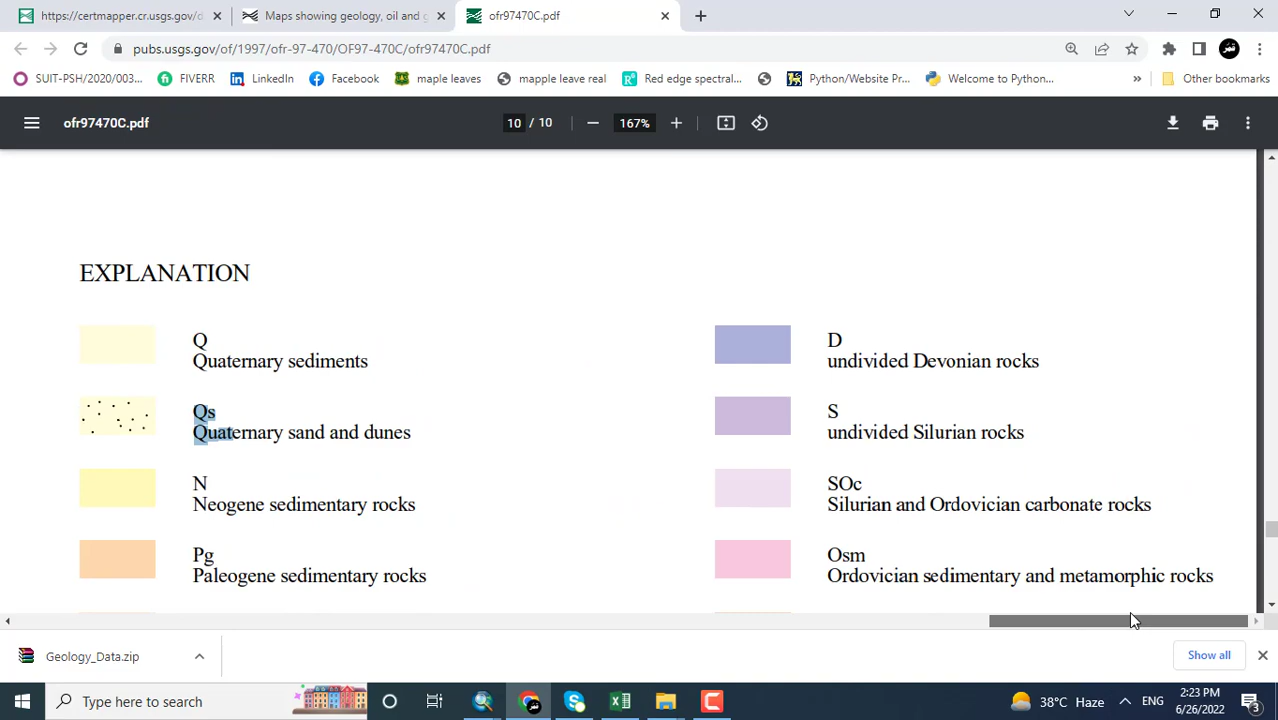 https://certmapper.cr.usgs.gov/d
Maps showing geology, oil and g
ofr97470C.pdf
pubs.usgs.gov/of/1997/ofr-97-470/OF97-470C/ofr97470C.pdf
SUIT-PSH/2020/003...
FIVERR
LinkedIn
Facebook
maple leaves
mapple leave real
Red edge spectral...
Python/Website Pr...
Welcome to Python...
»
Other bookmarks
ofr97470C.pdf
10 / 10
167%
EXPLANATION
Q
Quaternary sediments
Qs
Quaternary sand and dunes
N
Neogene sedimentary rocks
Pg
Paleogene sedimentary rocks
D
undivided Devonian rocks
S
undivided Silurian rocks
SOc
Silurian and Ordovician carbonate rocks
Osm
Ordovician sedimentary and metamorphic rocks
Geology_Data.zip
Show all
Type here to search
38°C Haze
ENG
2:23 PM
6/26/2022
3